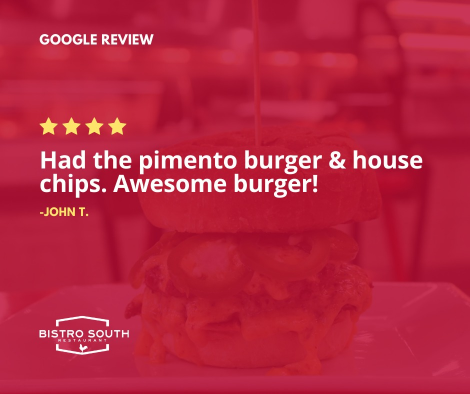 GOOGLE REVIEW
Had the pimento burger & house
chips. Awesome burger!
-JOHN T.
BISTRO SOUTH
RESTAURANT